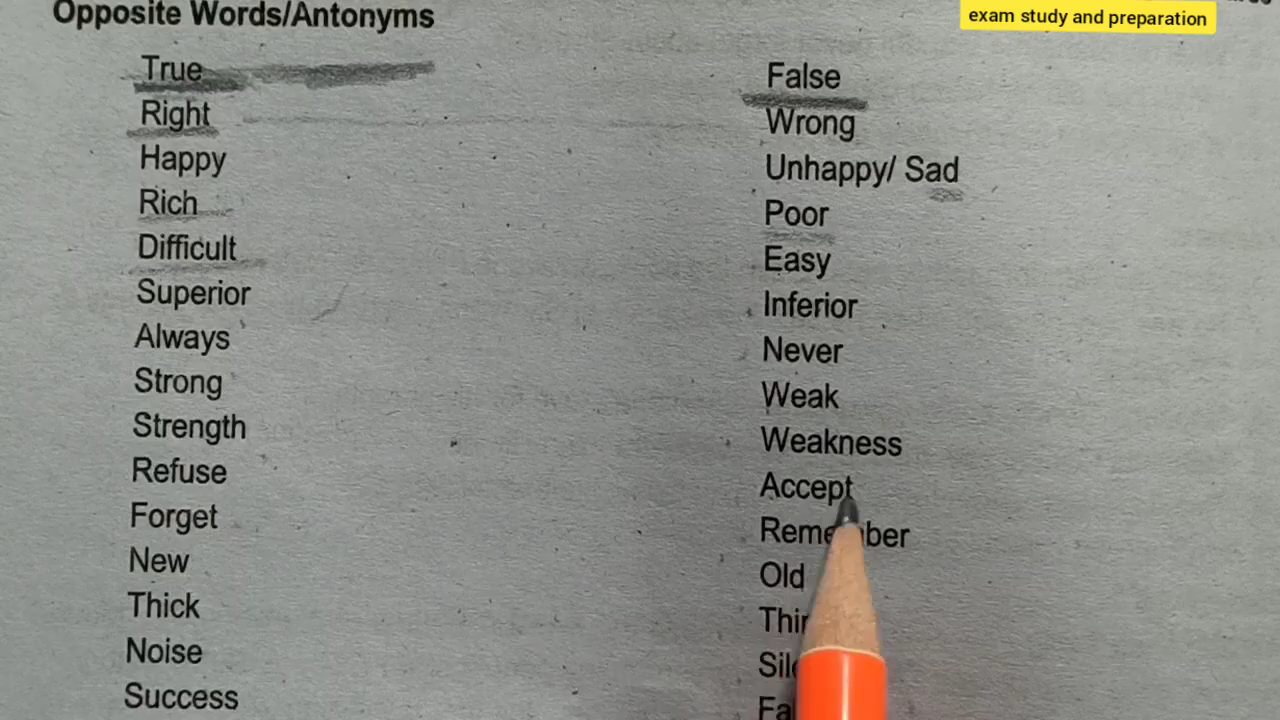 exam study and preparation
Opposite Words/Antonyms
True False
Right Wrong
Happy Unhappy/ Sad
Rich Poor
Difficult Easy
Superior Inferior
Always Never
Strong Weak
Strength Weakness
Refuse Accept
Forget
New Old
Thick
Noise
Success